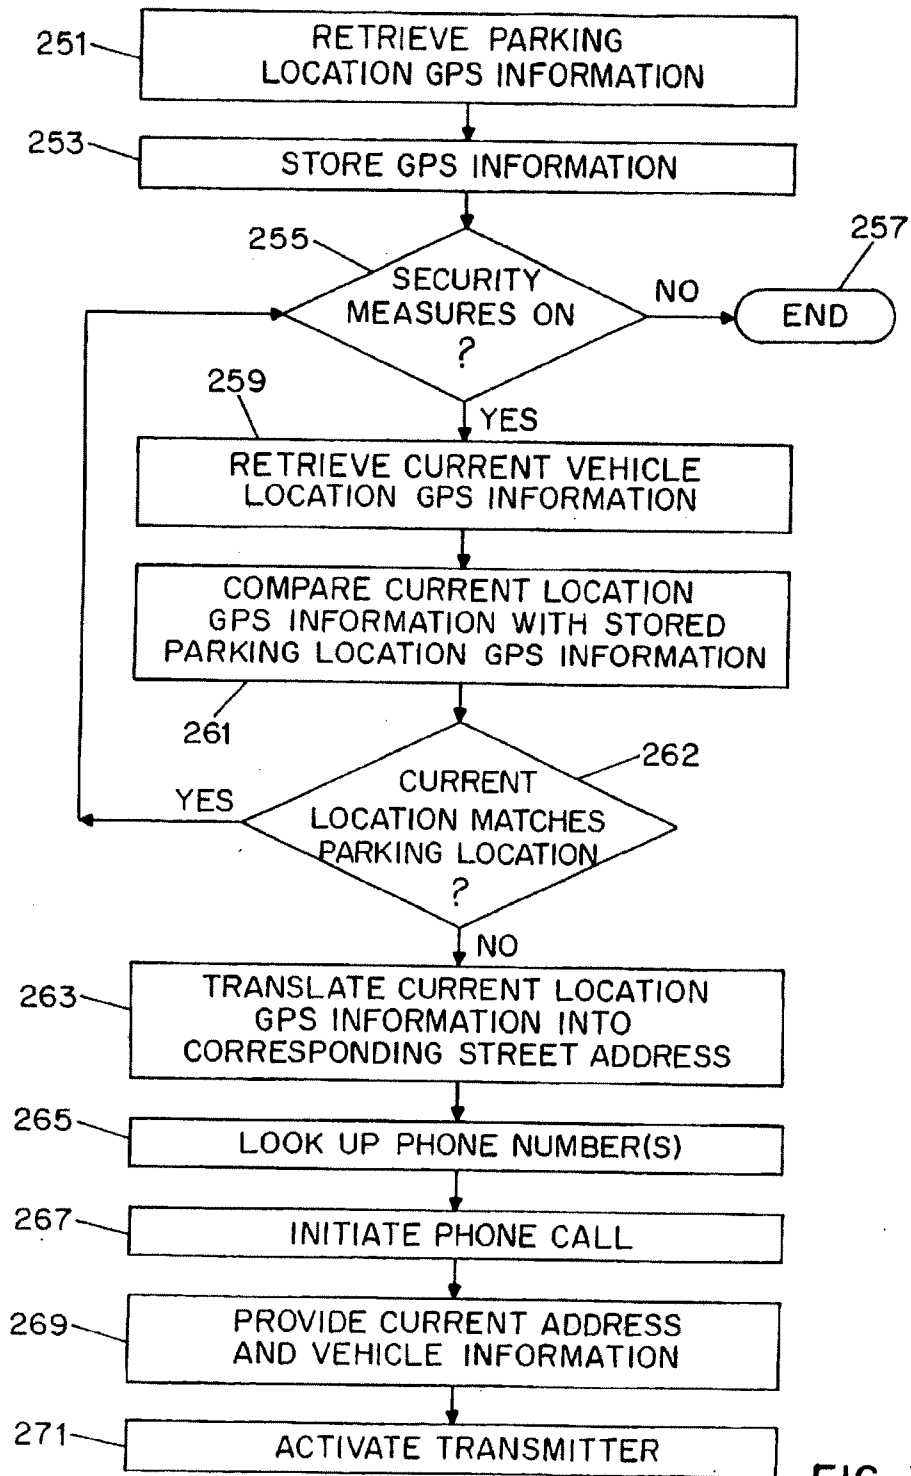 251
RETRIEVE PARKING
LOCATION GPS INFORMATION
253
STORE GPS INFORMATION
255
SECURITY
MEASURES ON
?
NO
257
END
YES
259
RETRIEVE CURRENT VEHICLE
LOCATION GPS INFORMATION
COMPARE CURRENT LOCATION
GPS INFORMATION WITH STORED
PARKING LOCATION GPS INFORMATION
261
262
CURRENT
LOCATION MATCHES
PARKING LOCATION
?
YES
NO
263
TRANSLATE CURRENT LOCATION
GPS INFORMATION INTO
CORRESPONDING STREET ADDRESS
265
LOOK UP PHONE NUMBER(S)
267
INITIATE PHONE CALL
269
PROVIDE CURRENT ADDRESS
AND VEHICLE INFORMATION
271
ACTIVATE TRANSMITTER
FIG.